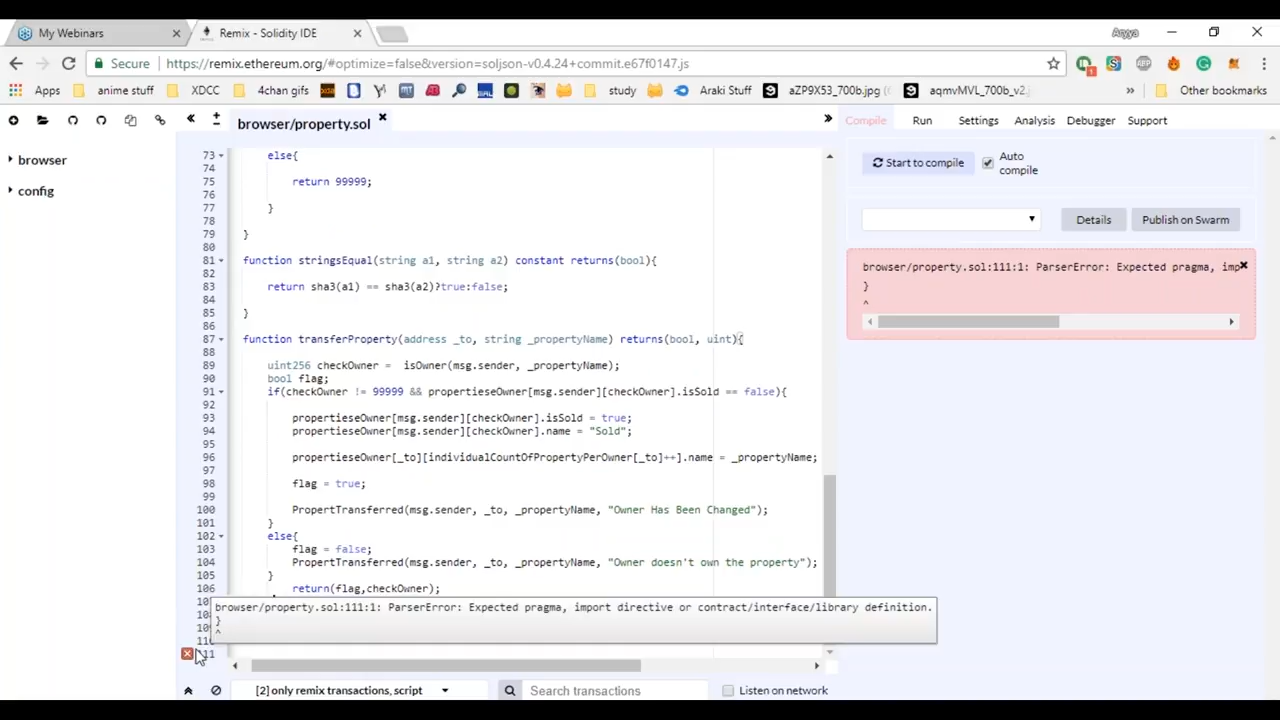 My Webinars
Remix - Solidity IDE
Secure
https://remix.ethereum.org/#optimize=false&version=soljson-v0.4.24+commit.e67f0147.js
Apps
anime stuff
XDCC
4chan gifs
study
Araki Stuff
aZP9X53_700b.jpg (
aqmvMVL_700b_v2.j
Other bookmarks
browser/property.sol
Compile
Run
Settings
Analysis
Debugger
Support
browser
config
Start to compile
Auto compile
Details
Publish on Swarm
browser/property.sol:111:1: ParserError: Expected pragma, imp
}
^
73 else{
74
75 return 99999;
76
77 }
78
79 }
80
81 function stringsEqual(string a1, string a2) constant returns(bool){
82
83 return sha3(a1) == sha3(a2)?true:false;
84
85 }
86
87 function transferProperty(address _to, string _propertyName) returns(bool, uint){
88
89 uint256 checkOwner = isOwner(msg.sender, _propertyName);
90 bool flag;
91 if(checkOwner != 99999 && propertieseOwner[msg.sender][checkOwner].isSold == false){
92
93 propertieseOwner[msg.sender][checkOwner].isSold = true;
94 propertieseOwner[msg.sender][checkOwner].name = "Sold";
95
96 propertieseOwner[_to][individualCountOfPropertyPerOwner[_to]++].name = _propertyName;
97
98 flag = true;
99
100 PropertTransferred(msg.sender, _to, _propertyName, "Owner Has Been Changed");
101 }
102 else{
103 flag = false;
104 PropertTransferred(msg.sender, _to, _propertyName, "Owner doesn't own the property");
105 }
106 return(flag,checkOwner);
browser/property.sol:111:1: ParserError: Expected pragma, import directive or contract/interface/library definition.
}
^
[2] only remix transactions, script
Search transactions
Listen on network